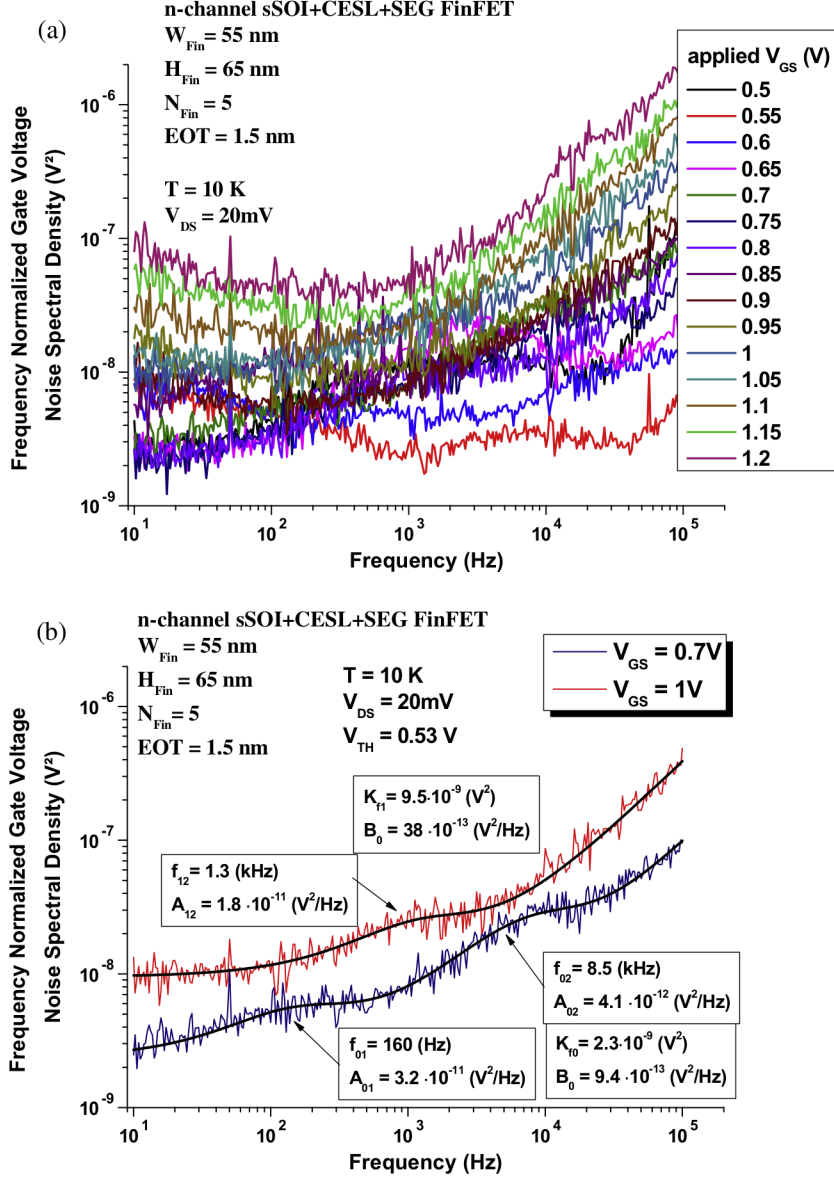 n-channel sSOI+CESL+SEG FinFET
(a)
W_Fin = 55 nm
H_Fin = 65 nm
N_Fin = 5
EOT = 1.5 nm
T = 10 K
V_DS = 20mV
applied V_GS (V)
0.5
0.55
0.6
0.65
0.7
0.75
0.8
0.85
0.9
0.95
1
1.05
1.1
1.15
1.2
Frequency Normalized Gate Voltage
Noise Spectral Density (V²)
10^-6
10^-7
10^-8
10^-9
10^1 10^2 10^3 10^4 10^5
Frequency (Hz)
(b)
n-channel sSOI+CESL+SEG FinFET
W_Fin = 55 nm
H_Fin = 65 nm
N_Fin = 5
EOT = 1.5 nm
T = 10 K
V_DS = 20mV
V_TH = 0.53 V
V_GS = 0.7V
V_GS = 1V
K_f1 = 9.5·10^-9 (V^2)
B_0 = 38 ·10^-13 (V^2/Hz)
f_12 = 1.3 (kHz)
A_12 = 1.8 ·10^-11 (V^2/Hz)
f_02 = 8.5 (kHz)
A_02 = 4.1 ·10^-12 (V^2/Hz)
f_01 = 160 (Hz)
A_01 = 3.2 ·10^-11 (V^2/Hz)
K_f0 = 2.3·10^-9 (V^2)
B_0 = 9.4 ·10^-13 (V^2/Hz)
Frequency Normalized Gate Voltage
Noise Spectral Density (V²)
10^-6
10^-7
10^-8
10^-9
10^1 10^2 10^3 10^4 10^5
Frequency (Hz)